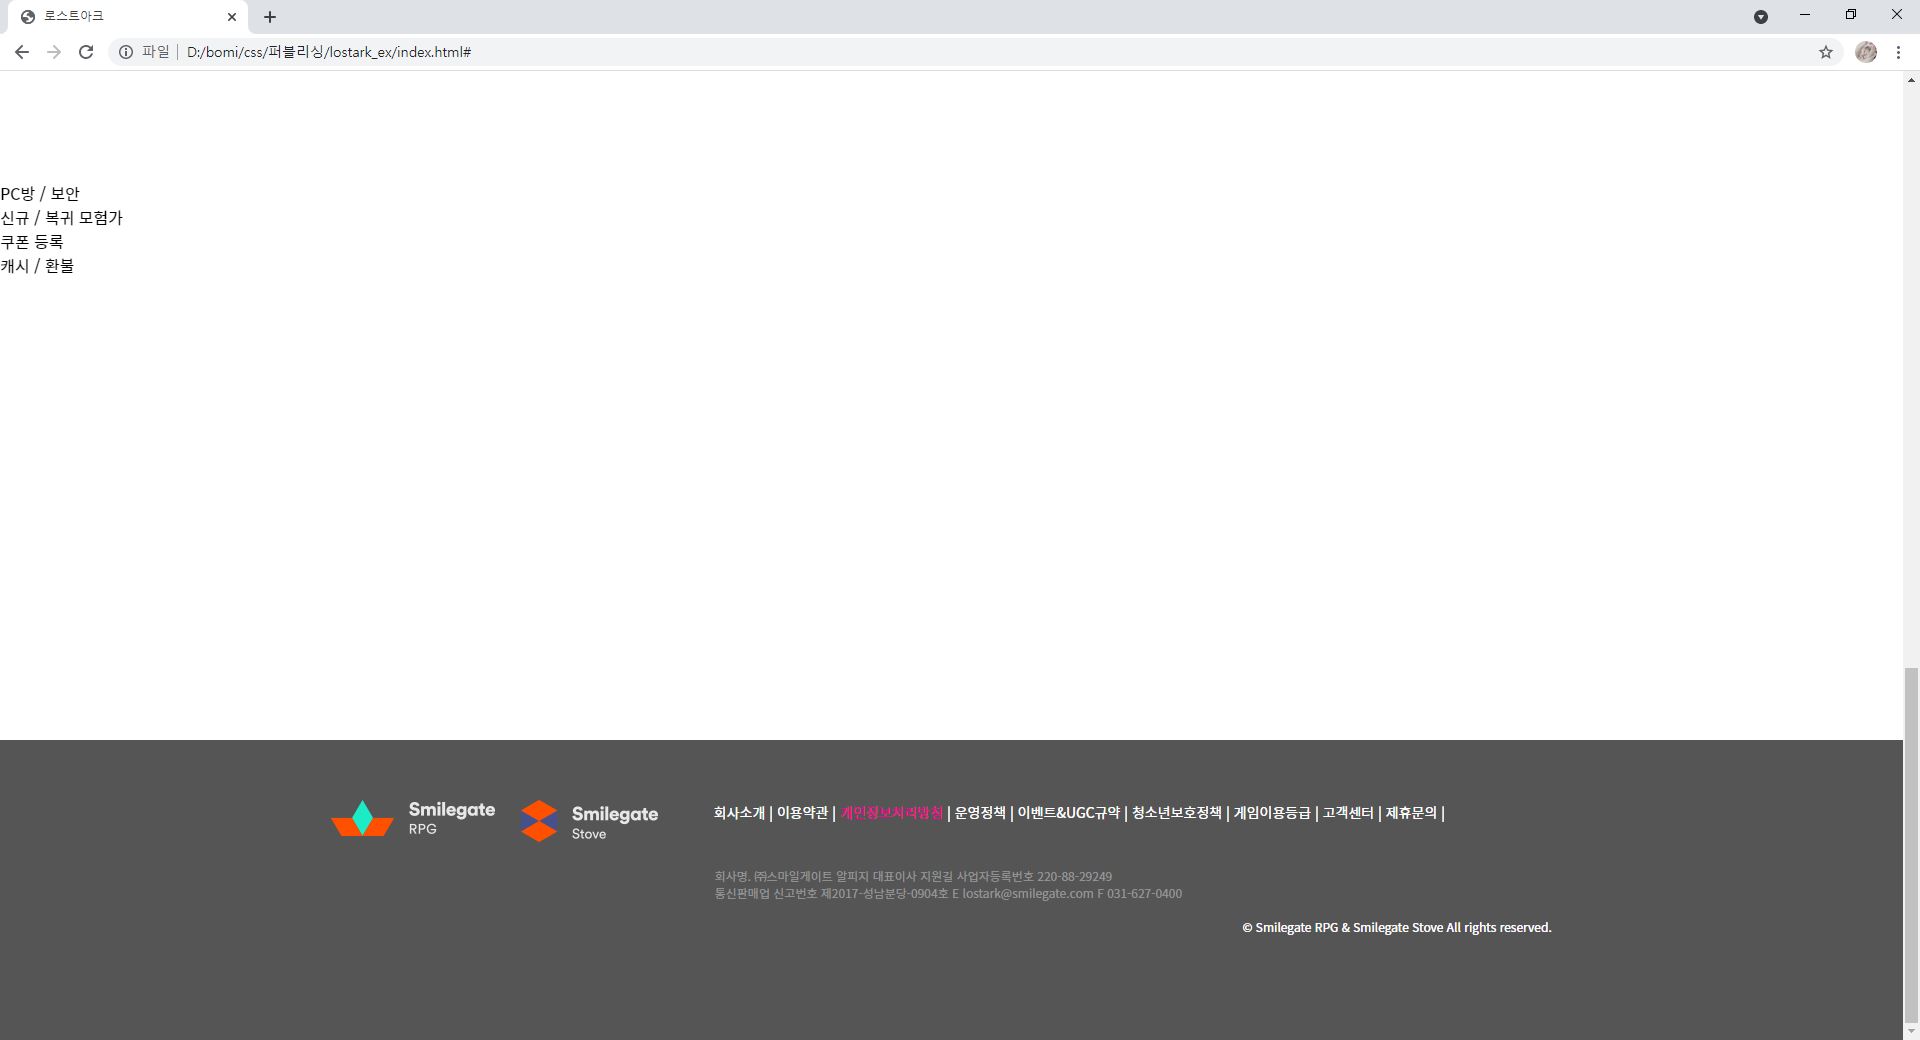 로스트아크
파일 D:/bomi/css/퍼블리싱/lostark_ex/index.html#
PC방 / 보안
신규 / 복귀 모험가
쿠폰 등록
캐시 / 환불
Smilegate RPG
Smilegate Stove
회사소개 | 이용약관 | 개인정보처리방침 | 운영정책 | 이벤트&UGC규약 | 청소년보호정책 | 게임이용등급 | 고객센터 | 제휴문의 |
회사명. ㈜스마일게이트 알피지 대표이사 지원길 사업자등록번호 220-88-29249
통신판매업 신고번호 제2017-성남분당-0904호 E lostark@smilegate.com F 031-627-0400
© Smilegate RPG & Smilegate Stove All rights reserved.